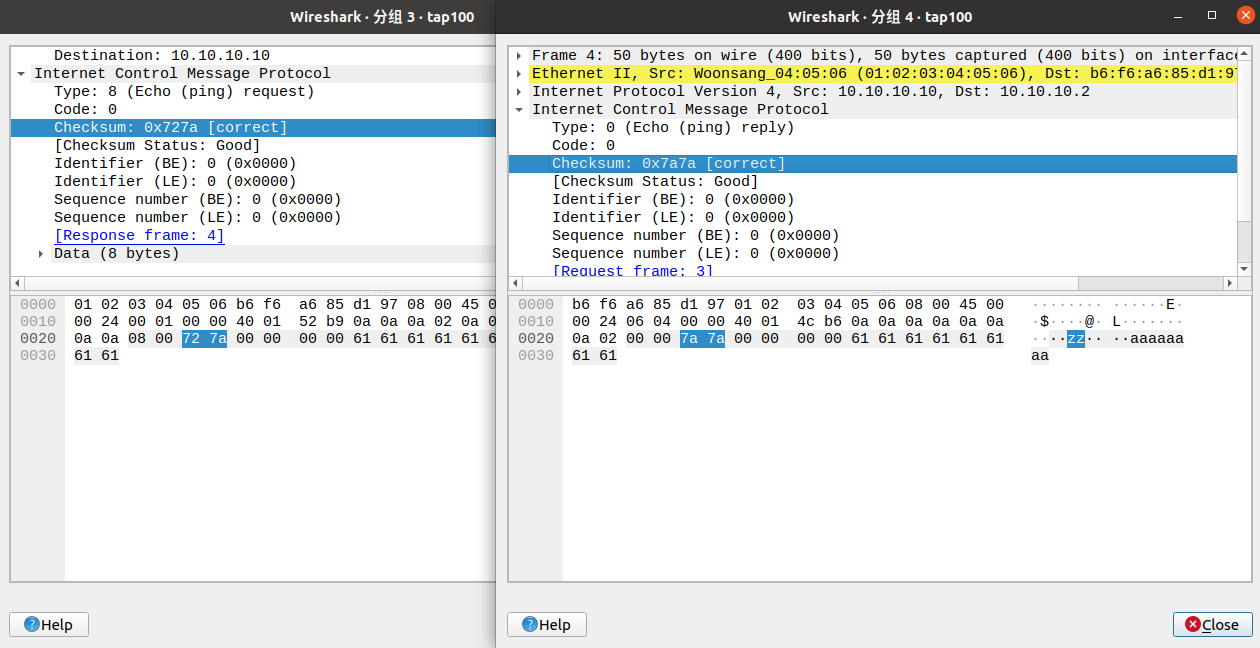 Wireshark · 分组 3 · tap100
Destination: 10.10.10.10
Internet Control Message Protocol
Type: 8 (Echo (ping) request)
Code: 0
Checksum: 0x727a [correct]
[Checksum Status: Good]
Identifier (BE): 0 (0x0000)
Identifier (LE): 0 (0x0000)
Sequence number (BE): 0 (0x0000)
Sequence number (LE): 0 (0x0000)
[Response frame: 4]
Data (8 bytes)
0000 01 02 03 04 05 06 b6 f6 a6 85 d1 97 08 00 45
0010 00 24 00 01 00 00 40 01 52 b9 0a 0a 0a 02 0a
0020 0a 0a 08 00 72 7a 00 00 00 00 61 61 61 61 61
0030 61 61
Help
Wireshark · 分组 4 · tap100
Frame 4: 50 bytes on wire (400 bits), 50 bytes captured (400 bits) on interface
Ethernet II, Src: Woonsang_04:05:06 (01:02:03:04:05:06), Dst: b6:f6:a6:85:d1:97
Internet Protocol Version 4, Src: 10.10.10.10, Dst: 10.10.10.2
Internet Control Message Protocol
Type: 0 (Echo (ping) reply)
Code: 0
Checksum: 0x7a7a [correct]
[Checksum Status: Good]
Identifier (BE): 0 (0x0000)
Identifier (LE): 0 (0x0000)
Sequence number (BE): 0 (0x0000)
Sequence number (LE): 0 (0x0000)
[Request frame: 3]
0000 b6 f6 a6 85 d1 97 01 02 03 04 05 06 08 00 45 00 ········ ······E·
0010 00 24 06 04 00 00 40 01 4c b6 0a 0a 0a 0a 0a 0a ·$····@· L·······
0020 0a 02 00 00 7a 7a 00 00 00 00 61 61 61 61 61 61 ····zz·· ··aaaaaa
0030 61 61 aa
Help
Close